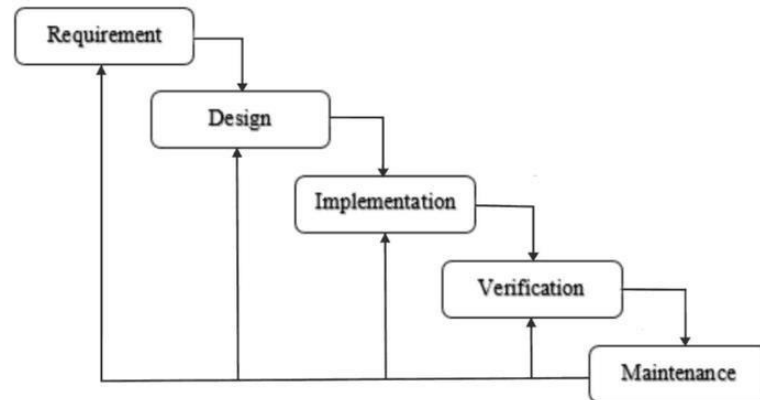 Requirement
Design
Implementation
Verification
Maintenance